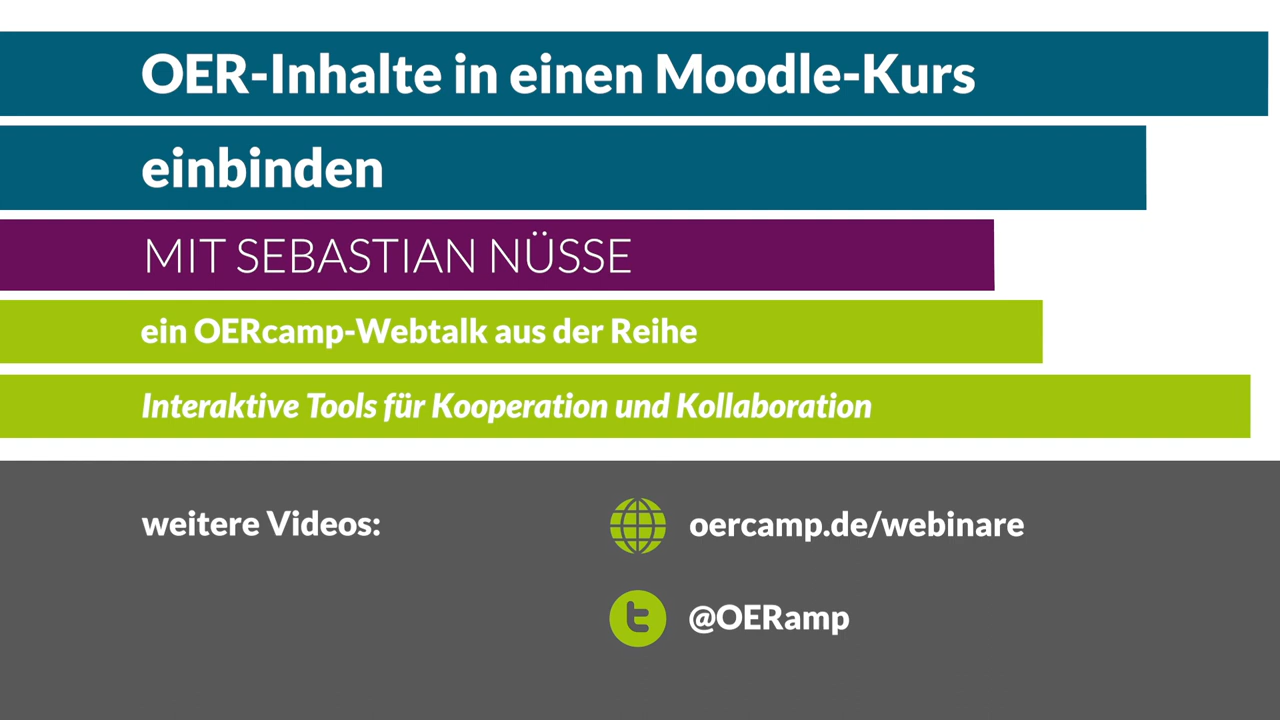 OER-Inhalte in einen Moodle-Kurs
einbinden
MIT SEBASTIAN NÜSSE
ein OERcamp-Webtalk aus der Reihe
Interaktive Tools für Kooperation und Kollaboration
weitere Videos:
oercamp.de/webinare
@OERamp